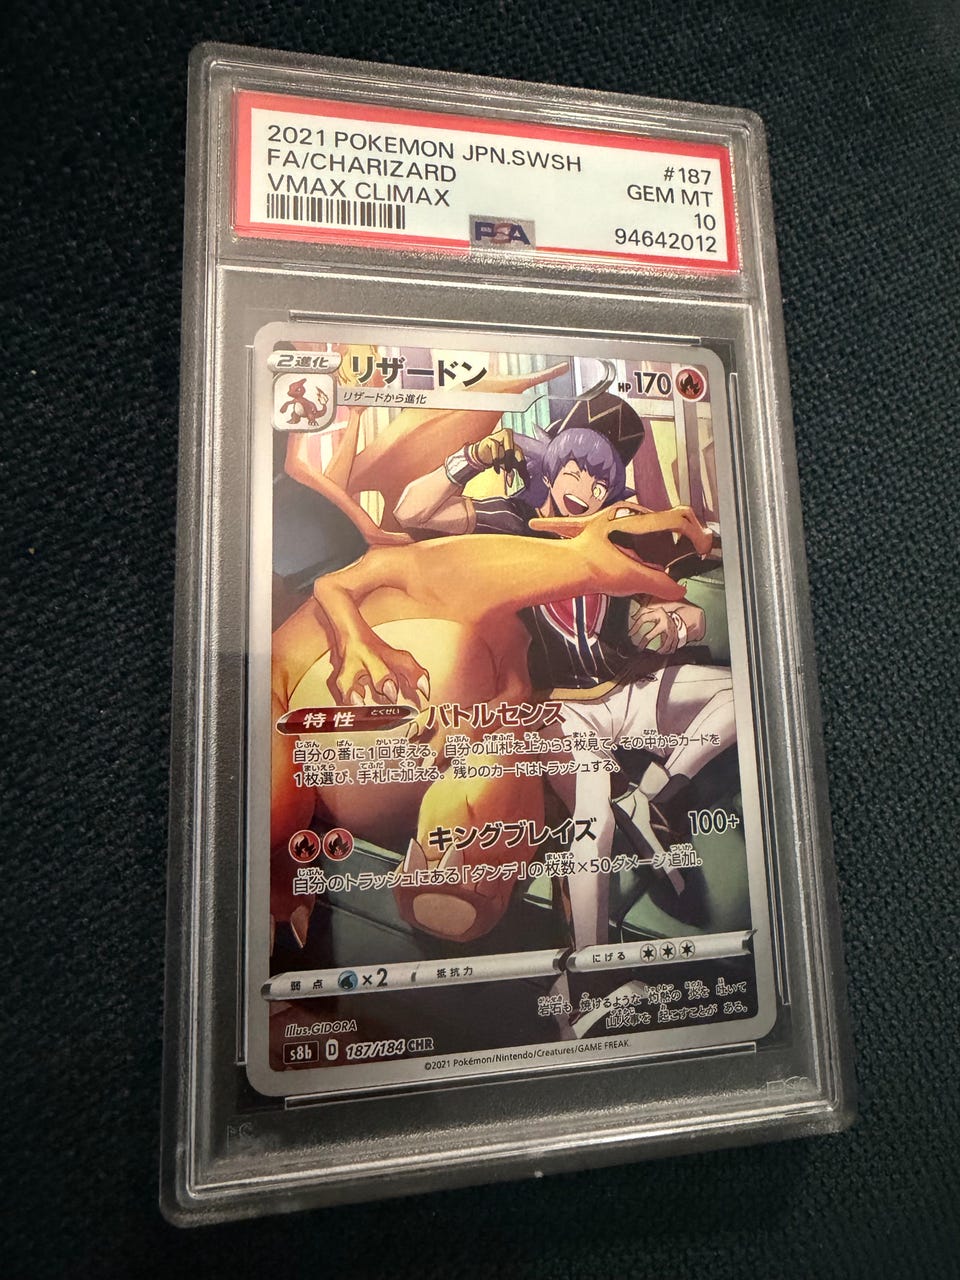 2021 POKEMON JPN.SWSH #187
FA/CHARIZARD GEM MT
VMAX CLIMAX 10
PSA 94642012
2進化 リザードン HP 170
リザードから進化
特性 とくせい バトルセンス
自分の番に1回使える。自分の山札を上から3枚見て、その中からカードを
1枚選び、手札に加える。残りのカードはトラッシュする。
キングブレイズ 100+
自分のトラッシュにある「ダンデ」の枚数×50ダメージ追加。
弱点 ×2 抵抗力 にげる
岩石も 焼けるような 灼熱の 炎を 吐いて
山火事を 起こすことが ある。
illus.GIDORA
s8b D 187/184 CHR
©2021 Pokémon/Nintendo/Creatures/GAME FREAK.